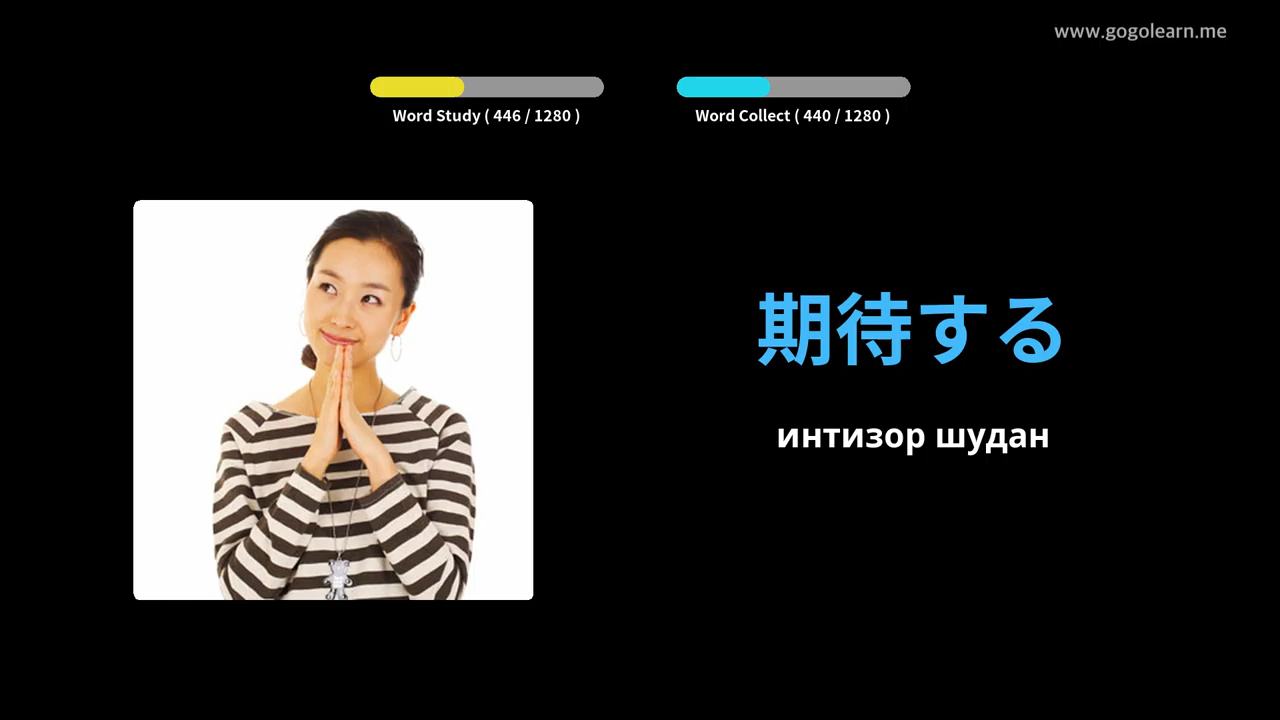 www.gogolearn.me
Word Study ( 446 / 1280 )
Word Collect ( 440 / 1280 )
期待する
интизор шудан